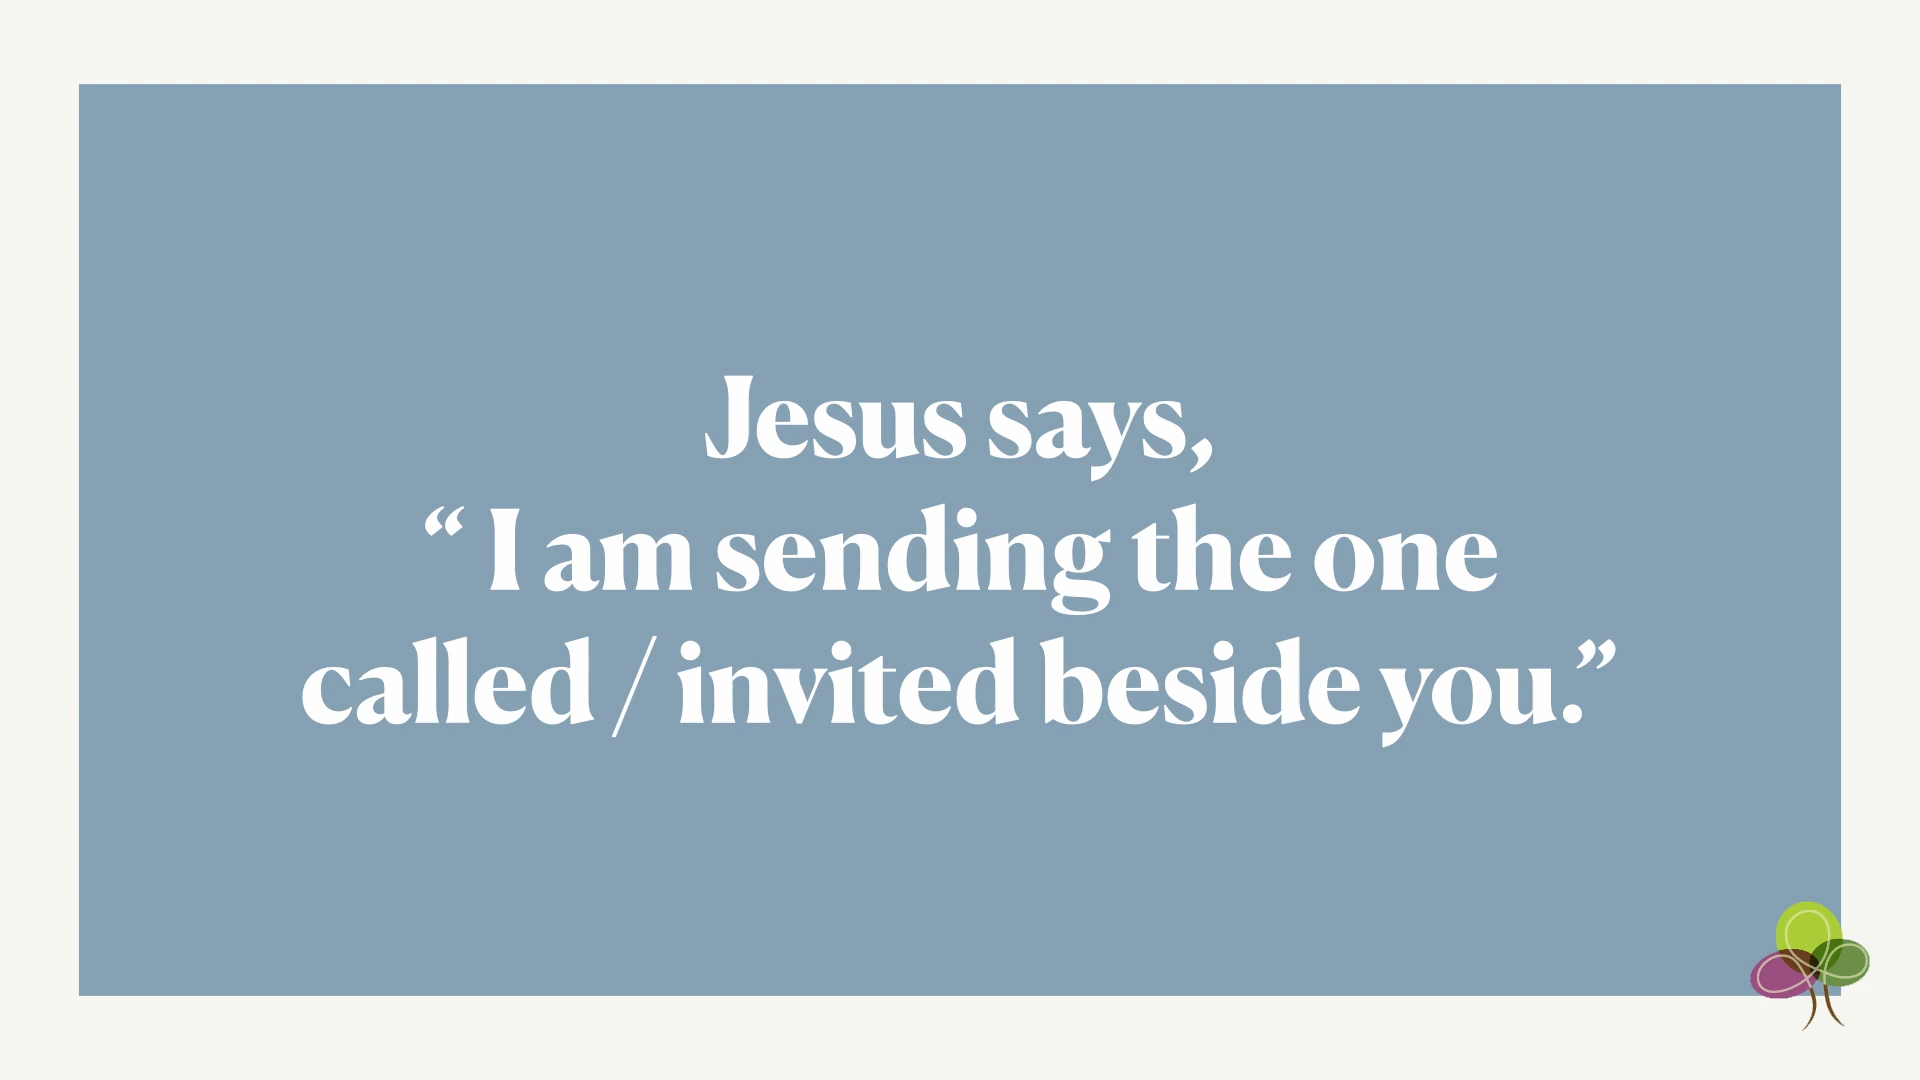 Jesus says,
“ I am sending the one
called / invited beside you.”